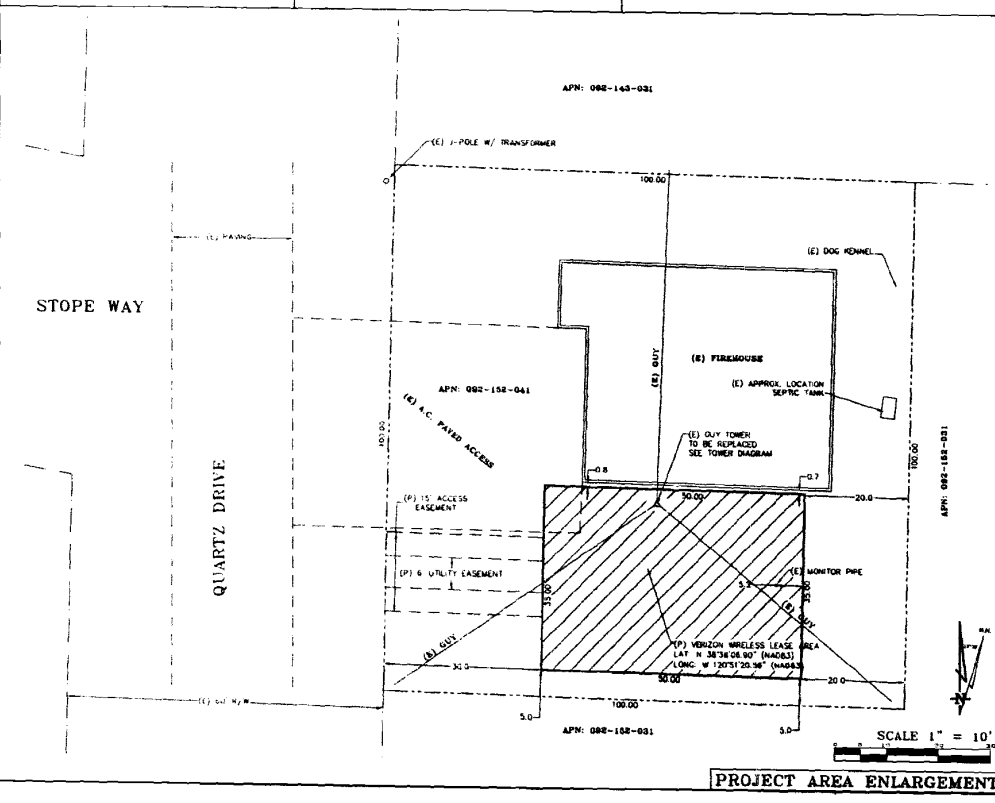 APN: 092-143-031
(E) J-POLE W/ TRANSFORMER
100.00
(E) PAVING
(E) DOG KENNEL
STOPE WAY
(E) GUY
(E) FIREHOUSE
(E) APPROX. LOCATION
SEPTIC TANK
APN: 092-152-041
(E) A.C. PAVED ACCESS
100.00
(E) GUY TOWER
TO BE REPLACED
SEE TOWER DIAGRAM
100.00
APN: 092-152-031
0.8
0.7
50.00
20.0
QUARTZ DRIVE
(P) 15' ACCESS
EASEMENT
(P) 6' UTILITY EASEMENT
35.00
(E) MONITOR PIPE
35.00
(E) GUY
(E) GUY
(P) VERIZON WIRELESS LEASE AREA
LAT: N 38°38'06.90" (NAD83)
LONG: W 120°51'20.56" (NAD83)
30.0
50.00
20.0
(E) 60' R/W
100.00
5.0
5.0
APN: 092-152-031
N
SCALE 1" = 10'
PROJECT AREA ENLARGEMENT